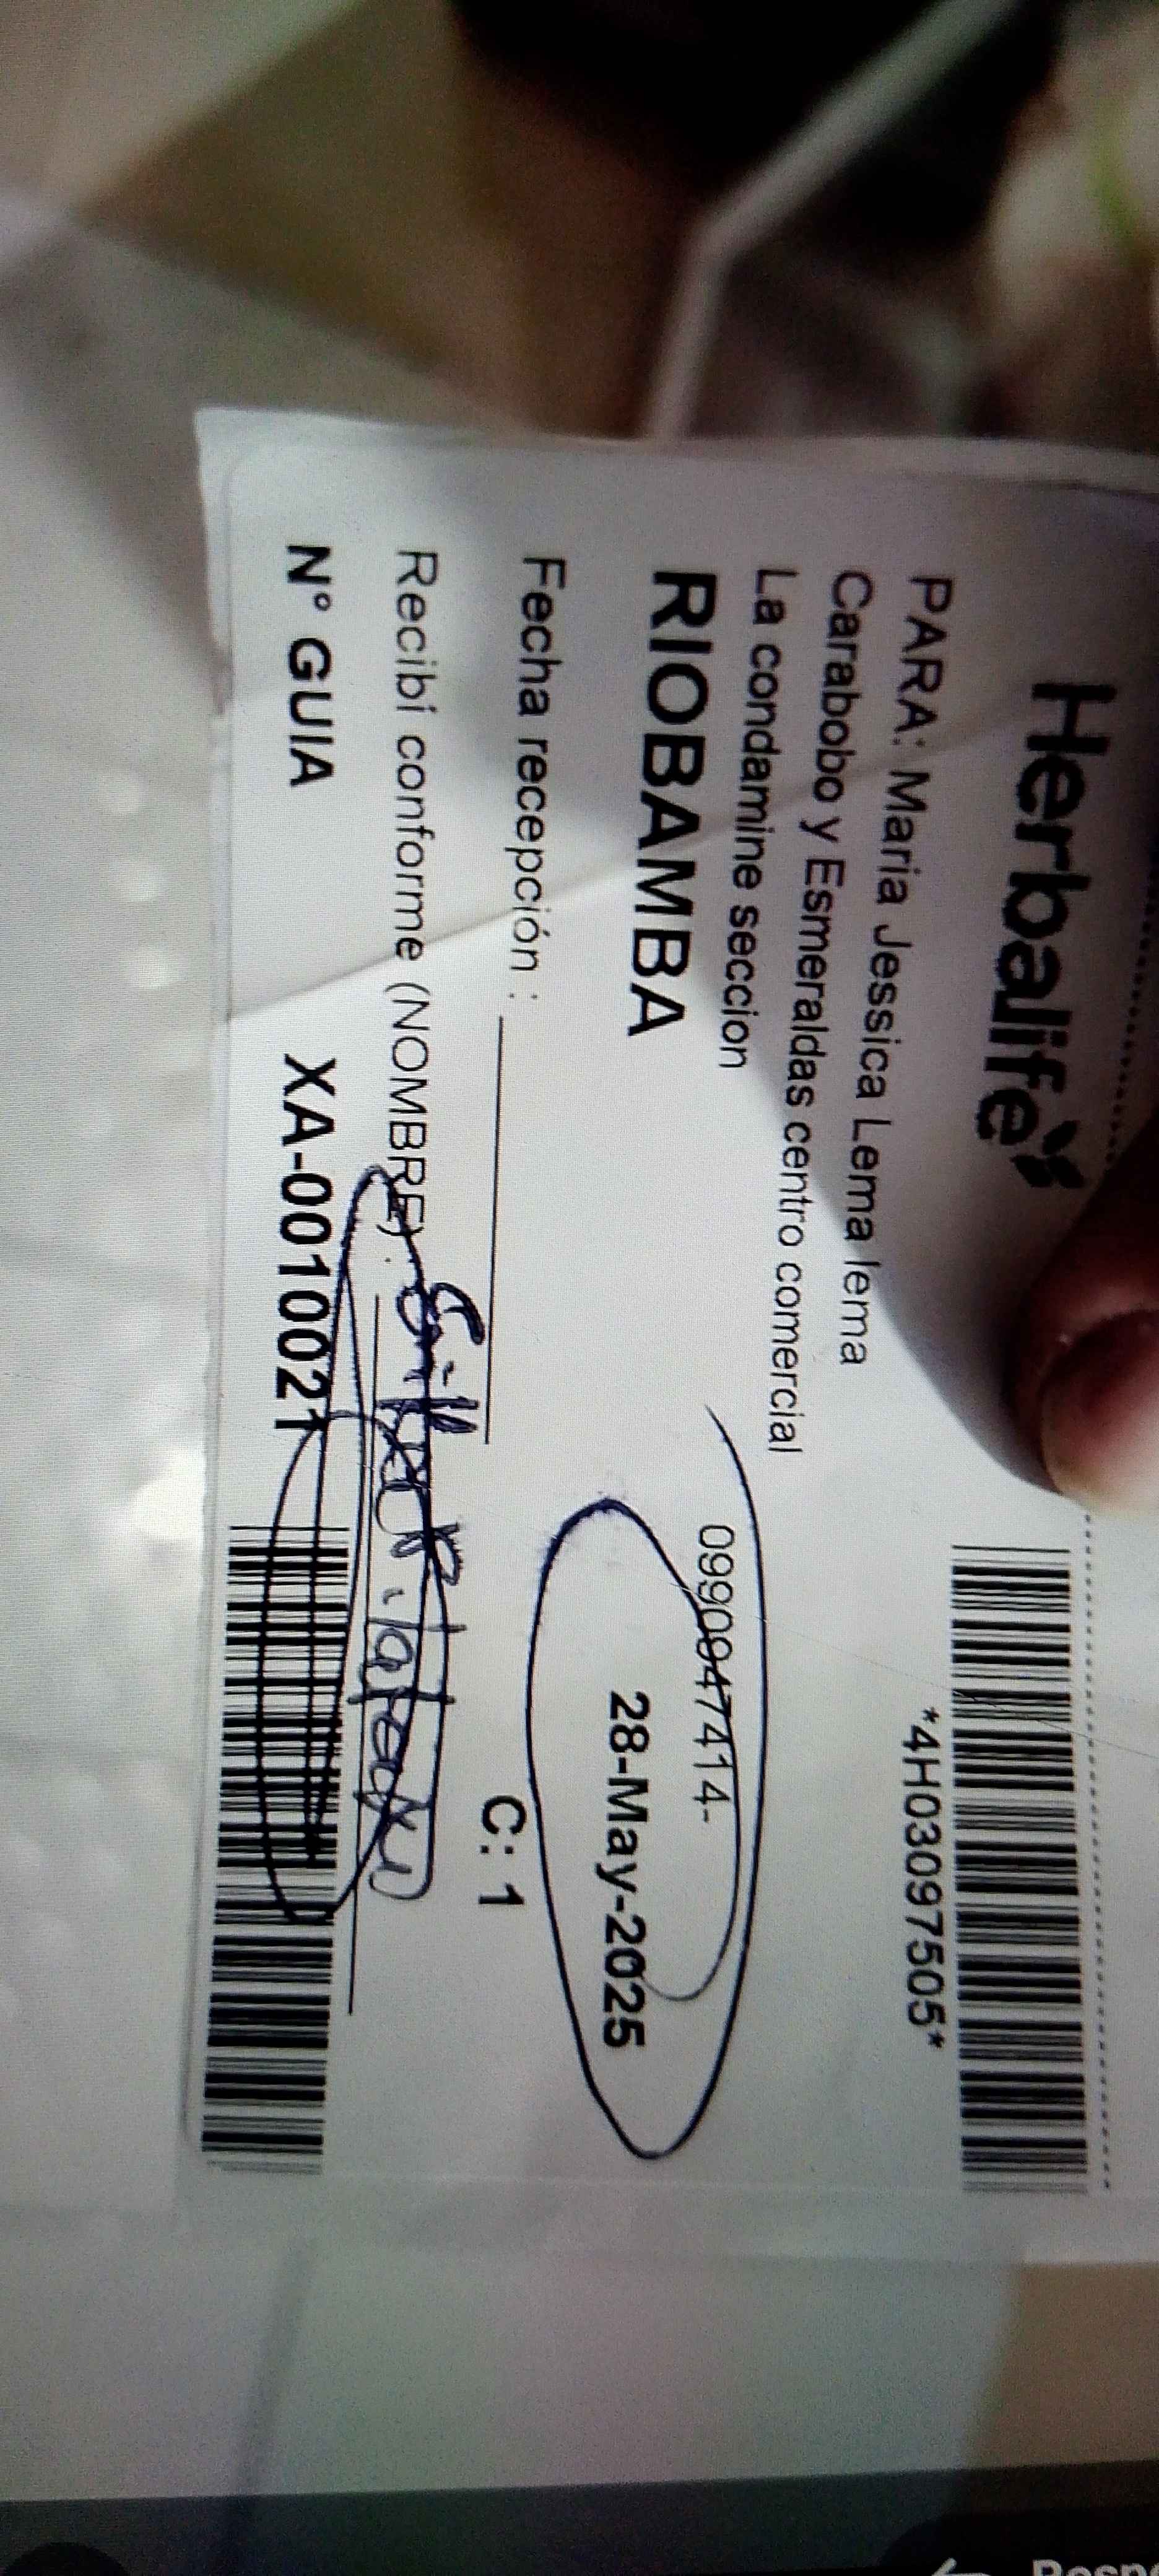 Herbalife
*4H03097505*
PARA: Maria Jessica Lema lema
Carabobo y Esmeraldas centro comercial
La condamine seccion
0990947414-
RIOBAMBA
28-May-2025
C: 1
Fecha recepción :
Recibí conforme (NOMBRE) :
Nº GUIA XA-0010021